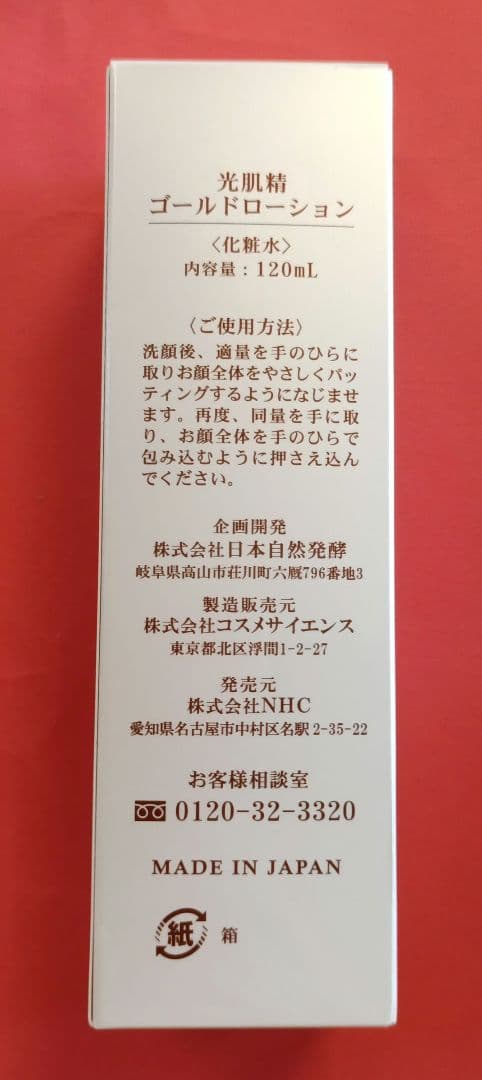 光肌精
ゴールドローション
〈化粧水〉
内容量：120mL
〈ご使用方法〉
洗顔後、適量を手のひらに
取りお顔全体をやさしくパッ
ティングするようになじませ
ます。再度、同量を手に取
り、お顔全体を手のひらで
包み込むように押さえ込ん
でください。
企画開発
株式会社日本自然発酵
岐阜県高山市荘川町六厩796番地3
製造販売元
株式会社コスメサイエンス
東京都北区浮間1-2-27
発売元
株式会社NHC
愛知県名古屋市中村区名駅2-35-22
お客様相談室
0120-32-3320
MADE IN JAPAN
紙 箱